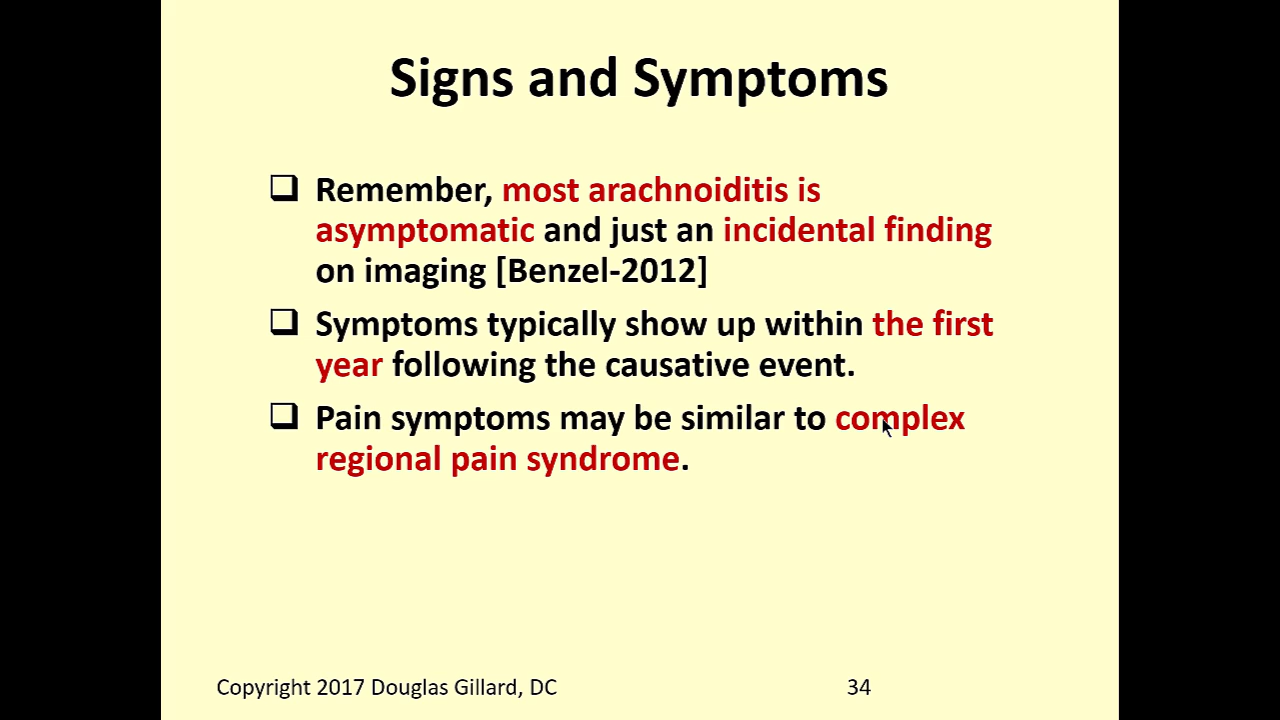 Signs and Symptoms
Remember, most arachnoiditis is
asymptomatic and just an incidental finding
on imaging [Benzel-2012]
Symptoms typically show up within the first
year following the causative event.
Pain symptoms may be similar to complex
regional pain syndrome.
Copyright 2017 Douglas Gillard, DC
34